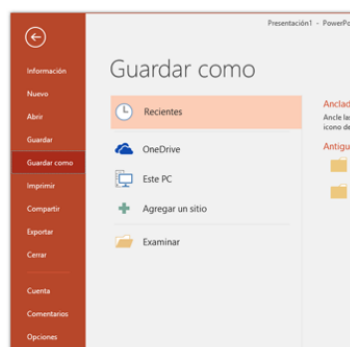 Presentación1 - PowerPo
Información
Nuevo
Abrir
Guardar
Guardar como
Imprimir
Compartir
Exportar
Cerrar
Cuenta
Comentarios
Opciones
Guardar como
Recientes
OneDrive
Este PC
Agregar un sitio
Examinar
Anclad
Ancle la
icono de
Antigu